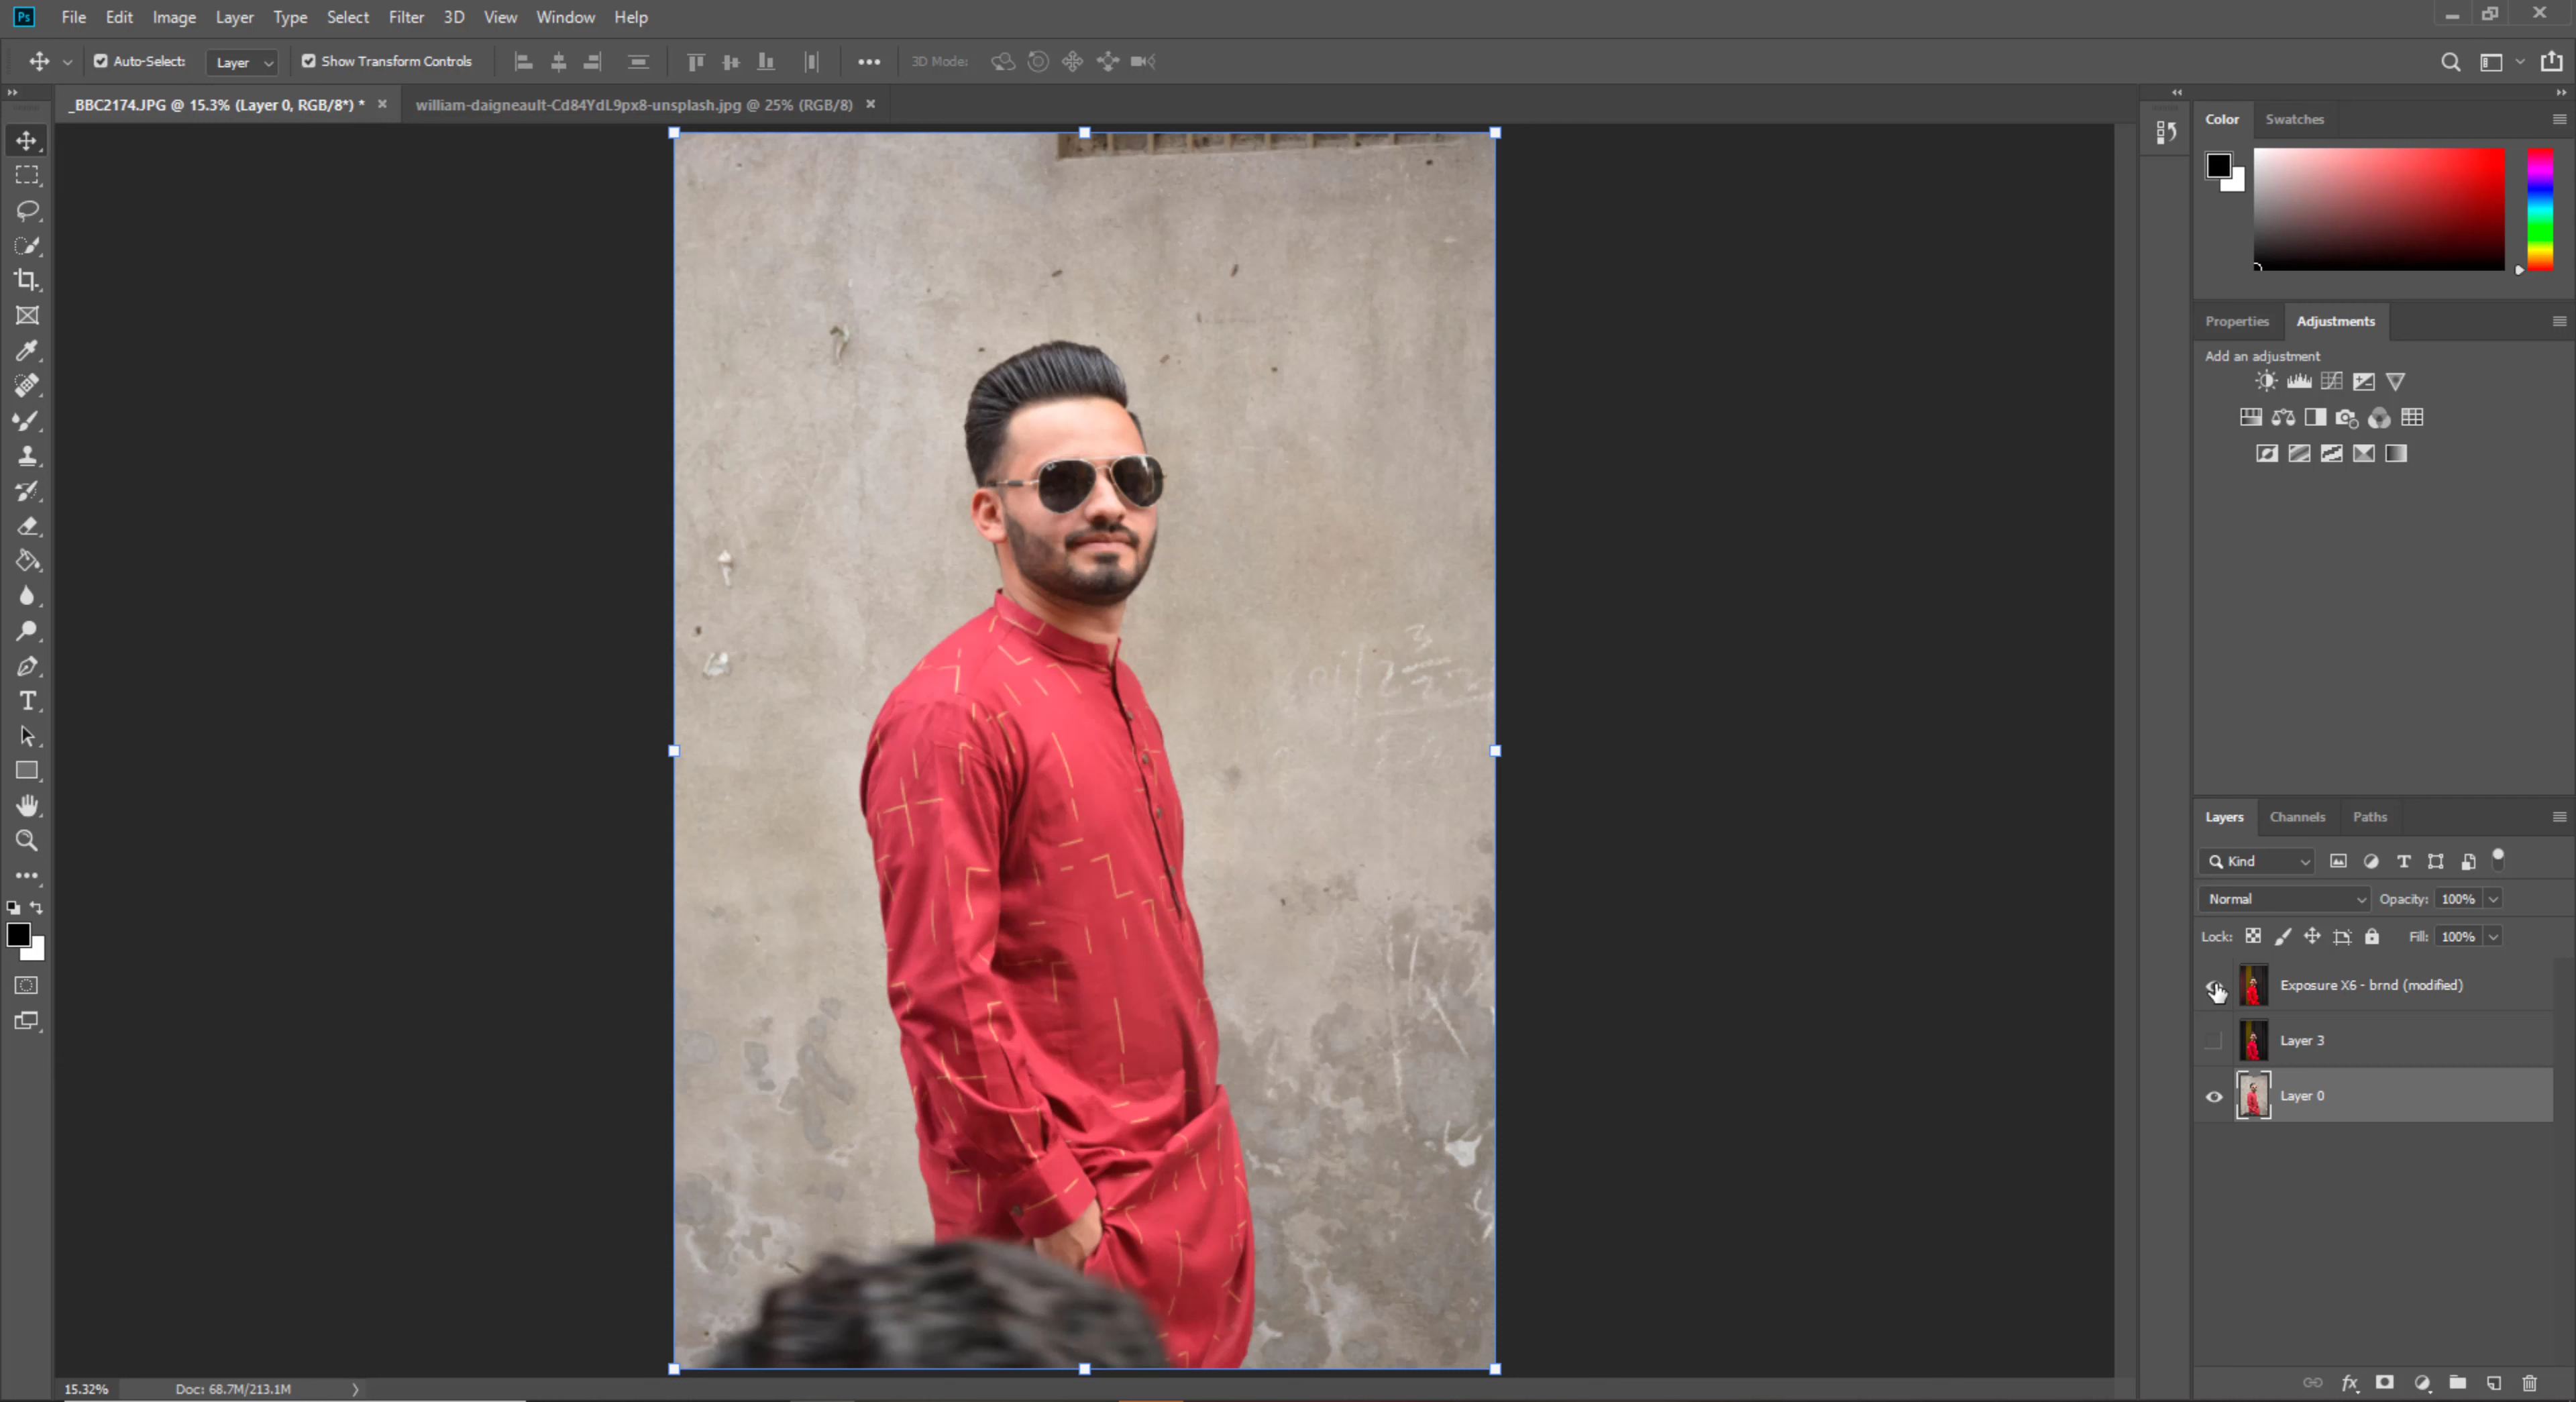 Ps File Edit Image Layer Type Select Filter 3D View Window Help
Auto-Select: Layer Show Transform Controls 3D Mode:
_BBC2174.JPG @ 15.3% (Layer 0, RGB/8*) * × william-daigneault-Cd84YdL9px8-unsplash.jpg @ 25% (RGB/8) ×
Color Swatches
Properties Adjustments
Add an adjustment
Layers Channels Paths
Kind
Normal Opacity: 100%
Lock: Fill: 100%
Exposure X6 - brnd (modified)
Layer 3
Layer 0
15.32% Doc: 68.7M/213.1M